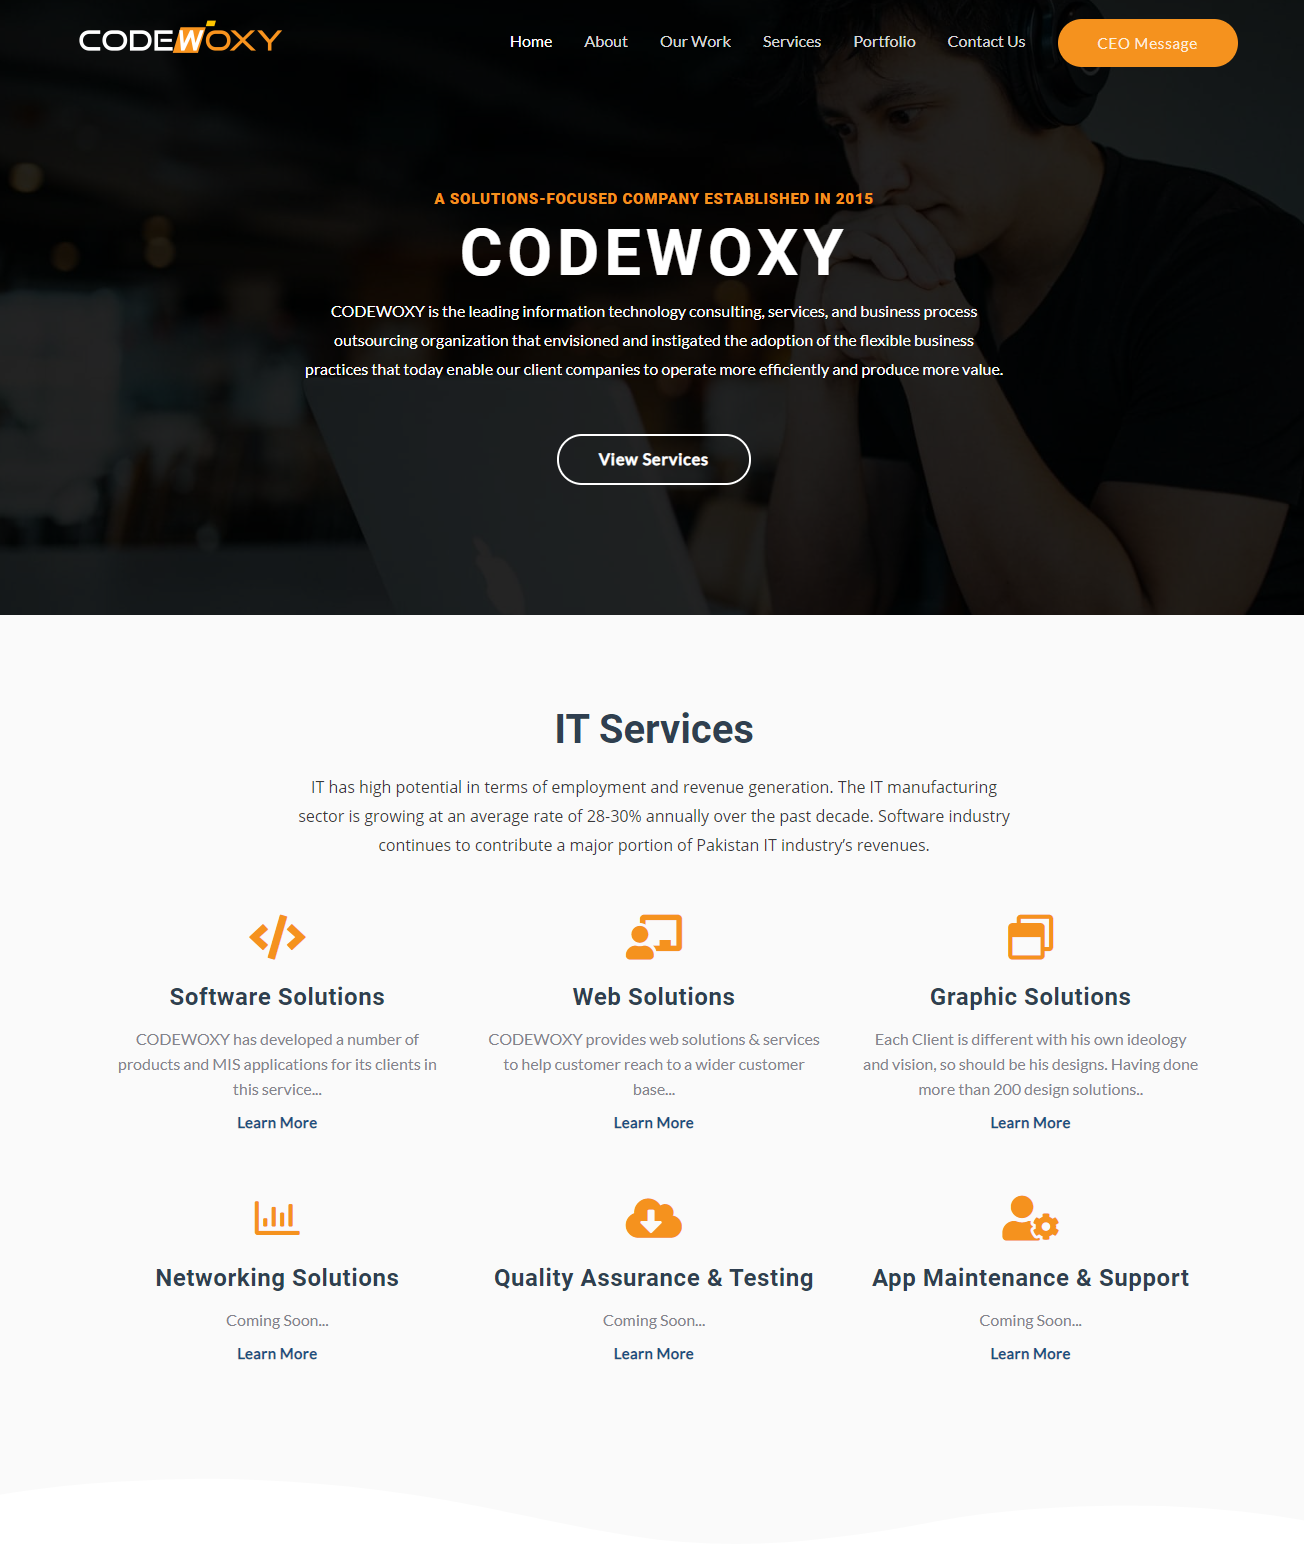 CODEWOXY
Home About Our Work Services Portfolio Contact Us CEO Message
A SOLUTIONS-FOCUSED COMPANY ESTABLISHED IN 2015
CODEWOXY
CODEWOXY is the leading information technology consulting, services, and business process
outsourcing organization that envisioned and instigated the adoption of the flexible business
practices that today enable our client companies to operate more efficiently and produce more value.
View Services
IT Services
IT has high potential in terms of employment and revenue generation. The IT manufacturing
sector is growing at an average rate of 28-30% annually over the past decade. Software industry
continues to contribute a major portion of Pakistan IT industry’s revenues.
Software Solutions
CODEWOXY has developed a number of
products and MIS applications for its clients in
this service...
Learn More
Web Solutions
CODEWOXY provides web solutions & services
to help customer reach to a wider customer
base...
Learn More
Graphic Solutions
Each Client is different with his own ideology
and vision, so should be his designs. Having done
more than 200 design solutions..
Learn More
Networking Solutions
Coming Soon...
Learn More
Quality Assurance & Testing
Coming Soon...
Learn More
App Maintenance & Support
Coming Soon...
Learn More